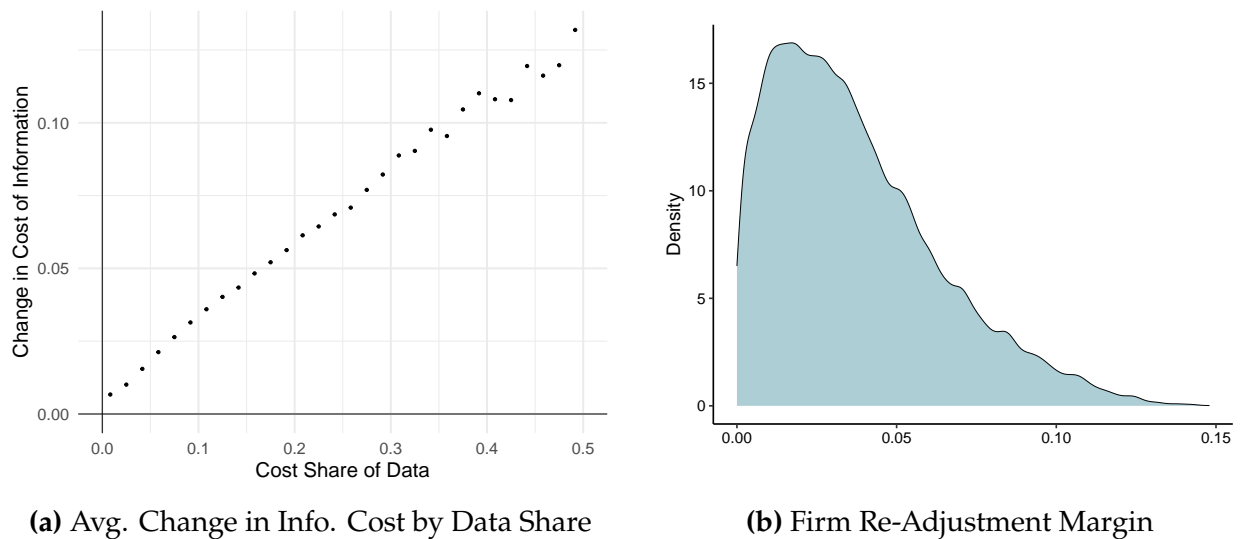 Change in Cost of Information
0.10
0.05
0.00
0.0 0.1 0.2 0.3 0.4 0.5
Cost Share of Data
(a) Avg. Change in Info. Cost by Data Share
Density
15
10
5
0
0.00 0.05 0.10 0.15
(b) Firm Re-Adjustment Margin